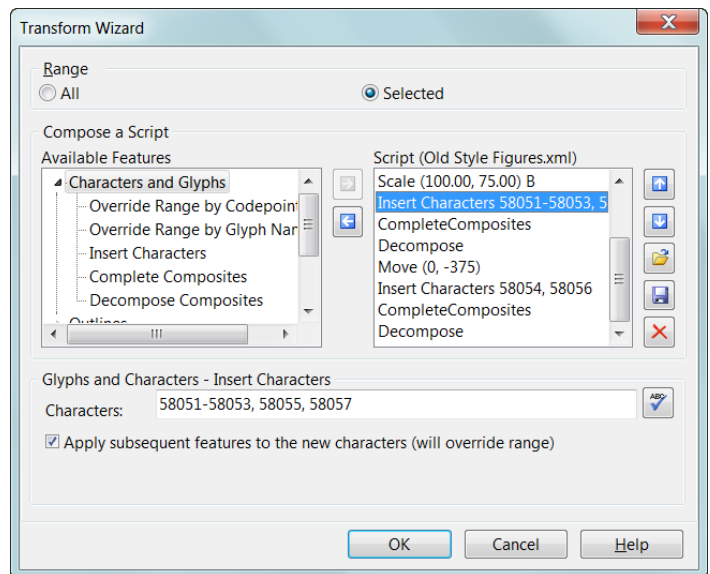 Transform Wizard
Range
All
Selected
Compose a Script
Available Features
Characters and Glyphs
Override Range by Codepoin
Override Range by Glyph Nar
Insert Characters
Complete Composites
Decompose Composites
Outlines
Script (Old Style Figures.xml)
Scale (100.00, 75.00) B
Insert Characters 58051-58053, 5
CompleteComposites
Decompose
Move (0, -375)
Insert Characters 58054, 58056
CompleteComposites
Decompose
Glyphs and Characters - Insert Characters
Characters:
58051-58053, 58055, 58057
ABC
Apply subsequent features to the new characters (will override range)
OK
Cancel
Help